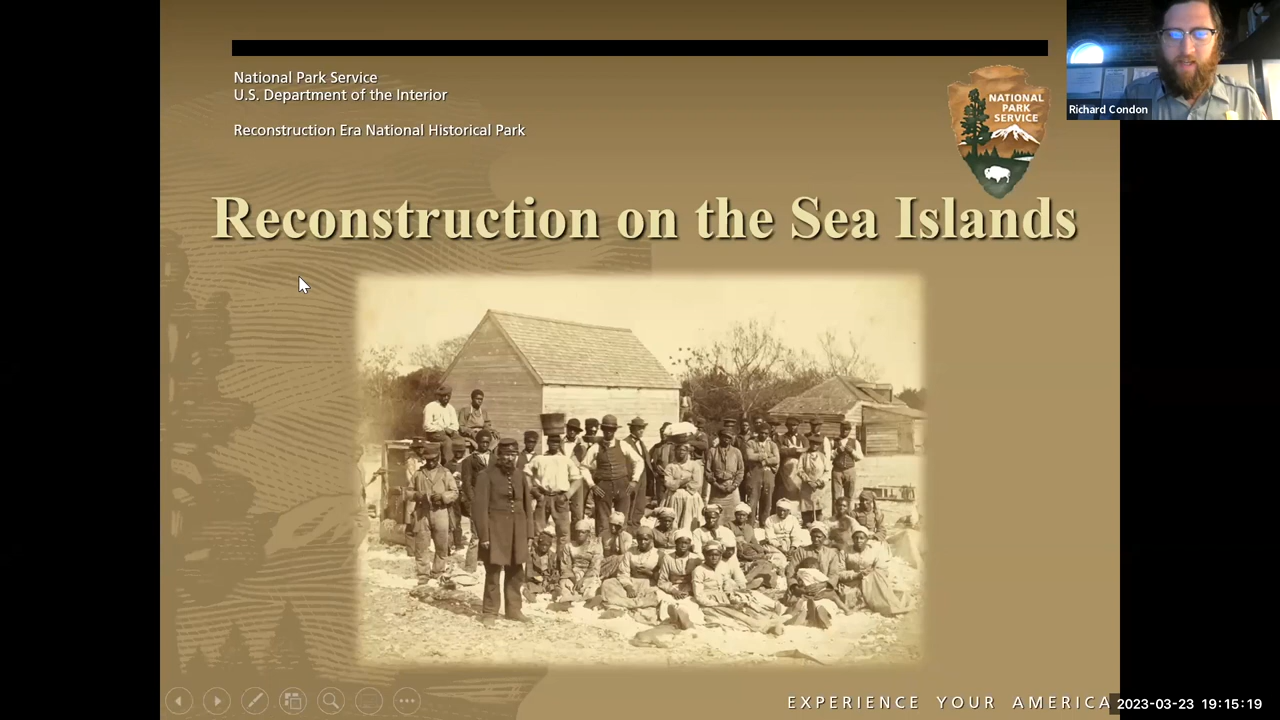 National Park Service
U.S. Department of the Interior
Reconstruction Era National Historical Park
NATIONAL
PARK
SERVICE
Richard Condon
Reconstruction on the Sea Islands
EXPERIENCE YOUR AMERICA
2023-03-23 19:15:19